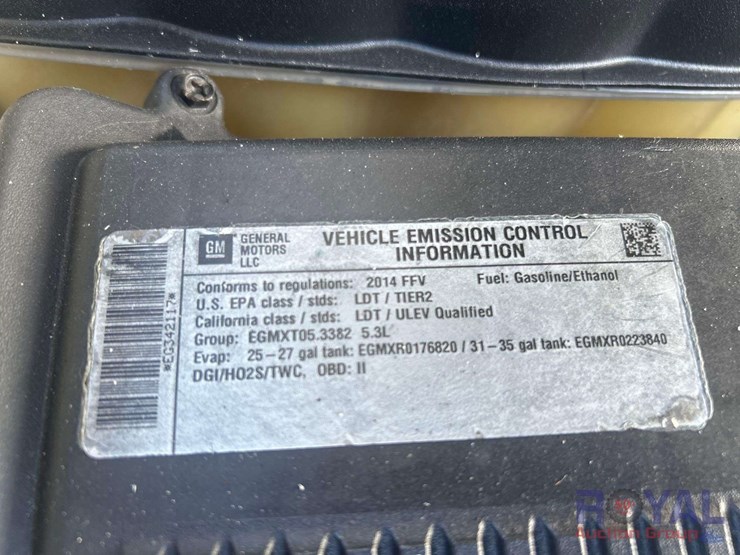 GM
GENERAL
MOTORS
LLC
VEHICLE EMISSION CONTROL
INFORMATION
Conforms to regulations: 2014 FFV Fuel: Gasoline/Ethanol
U.S. EPA class / stds: LDT / TIER2
California class / stds: LDT / ULEV Qualified
Group: EGMXT05.3382 5.3L
Evap: 25-27 gal tank: EGMXR0176820 / 31-35 gal tank: EGMXR0223840
DGI/HO2S/TWC, OBD: II
*EG342117*
ROYAL
Auction Group